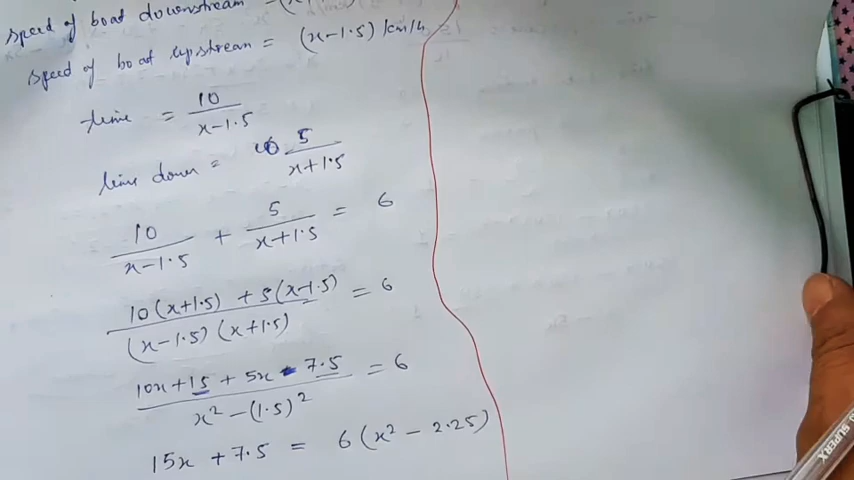 speed of boat downstream = (x
speed of boat upstream = (x-1.5) km/h
time = 10/(x-1.5)
time down = 5/(x+1.5)
10/(x-1.5) + 5/(x+1.5) = 6
10(x+1.5) + 5(x-1.5) / (x-1.5)(x+1.5) = 6
10x+15 + 5x - 7.5 / x² - (1.5)² = 6
15x + 7.5 = 6(x² - 2.25)
SUPERX